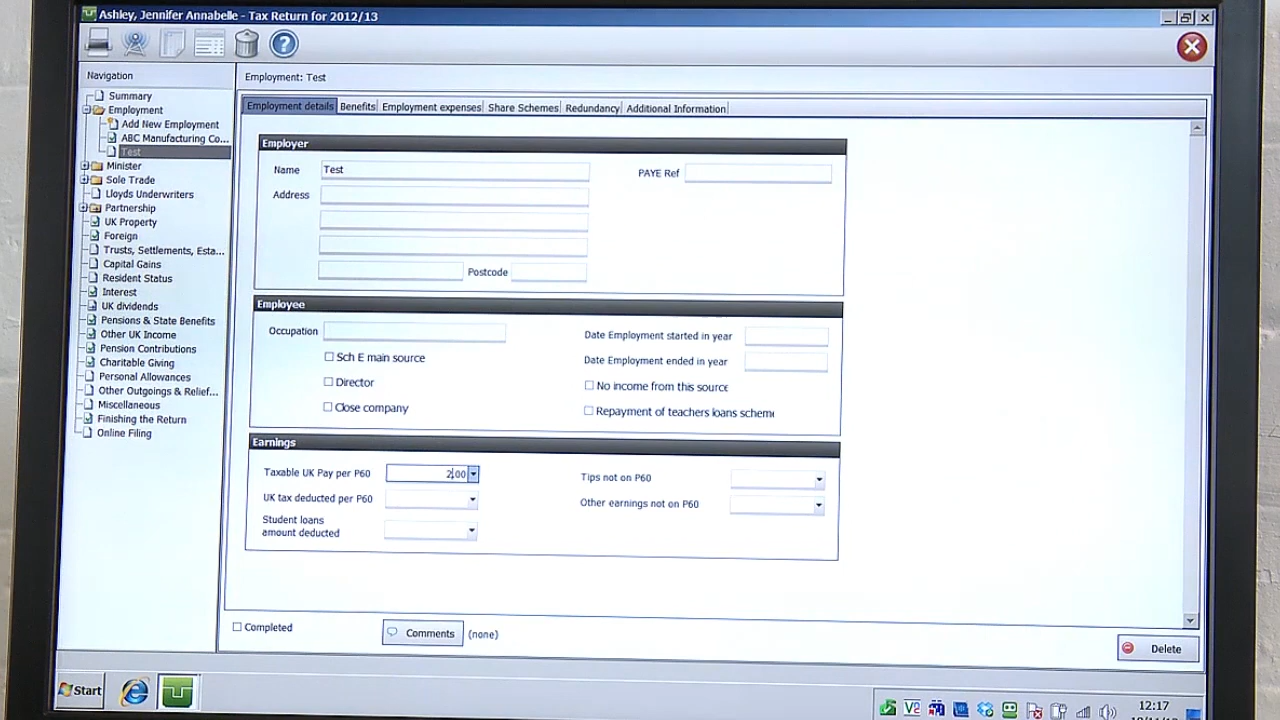 Ashley, Jennifer Annabelle - Tax Return for 2012/13
Navigation
Summary
Employment
Add New Employment
ABC Manufacturing Co...
Test
Minister
Sole Trade
Lloyds Underwriters
Partnership
UK Property
Foreign
Trusts, Settlements, Esta...
Capital Gains
Resident Status
Interest
UK dividends
Pensions & State Benefits
Other UK Income
Pension Contributions
Charitable Giving
Personal Allowances
Other Outgoings & Relief...
Miscellaneous
Finishing the Return
Online Filing
Employment: Test
Employment details Benefits Employment expenses Share Schemes Redundancy Additional Information
Employer
Name Test PAYE Ref
Address
Postcode
Employee
Occupation Date Employment started in year
Sch E main source Date Employment ended in year
Director No income from this source
Close company Repayment of teachers loans scheme
Earnings
Taxable UK Pay per P60 2.00 Tips not on P60
UK tax deducted per P60 Other earnings not on P60
Student loans
amount deducted
Completed Comments (none) Delete
Start 12:17